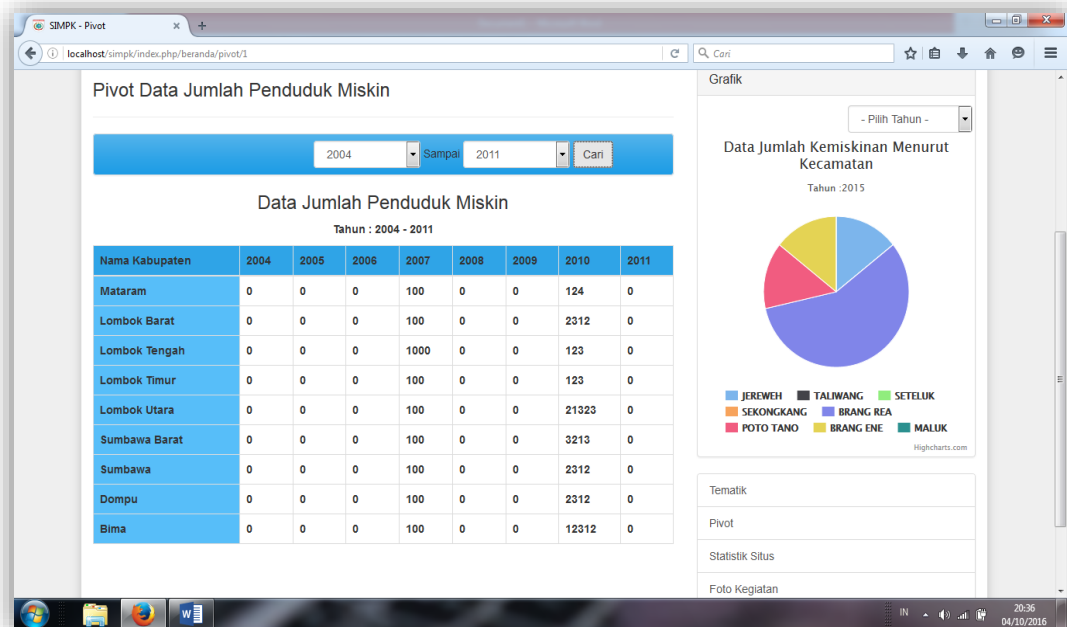 SIMPK - Pivot
localhost/simpk/index.php/beranda/pivot/1
Cari
Pivot Data Jumlah Penduduk Miskin
2004 Sampai 2011 Cari
Data Jumlah Penduduk Miskin
Tahun : 2004 - 2011
Nama Kabupaten 2004 2005 2006 2007 2008 2009 2010 2011
Mataram 0 0 0 100 0 0 124 0
Lombok Barat 0 0 0 100 0 0 2312 0
Lombok Tengah 0 0 0 1000 0 0 123 0
Lombok Timur 0 0 0 100 0 0 123 0
Lombok Utara 0 0 0 100 0 0 21323 0
Sumbawa Barat 0 0 0 100 0 0 3213 0
Sumbawa 0 0 0 100 0 0 2312 0
Dompu 0 0 0 100 0 0 2312 0
Bima 0 0 0 100 0 0 12312 0
Grafik
- Pilih Tahun -
Data Jumlah Kemiskinan Menurut
Kecamatan
Tahun :2015
JEREWEH TALIWANG SETELUK
SEKONGKANG BRANG REA
POTO TANO BRANG ENE MALUK
Highcharts.com
Tematik
Pivot
Statistik Situs
Foto Kegiatan
IN 20:36
04/10/2016